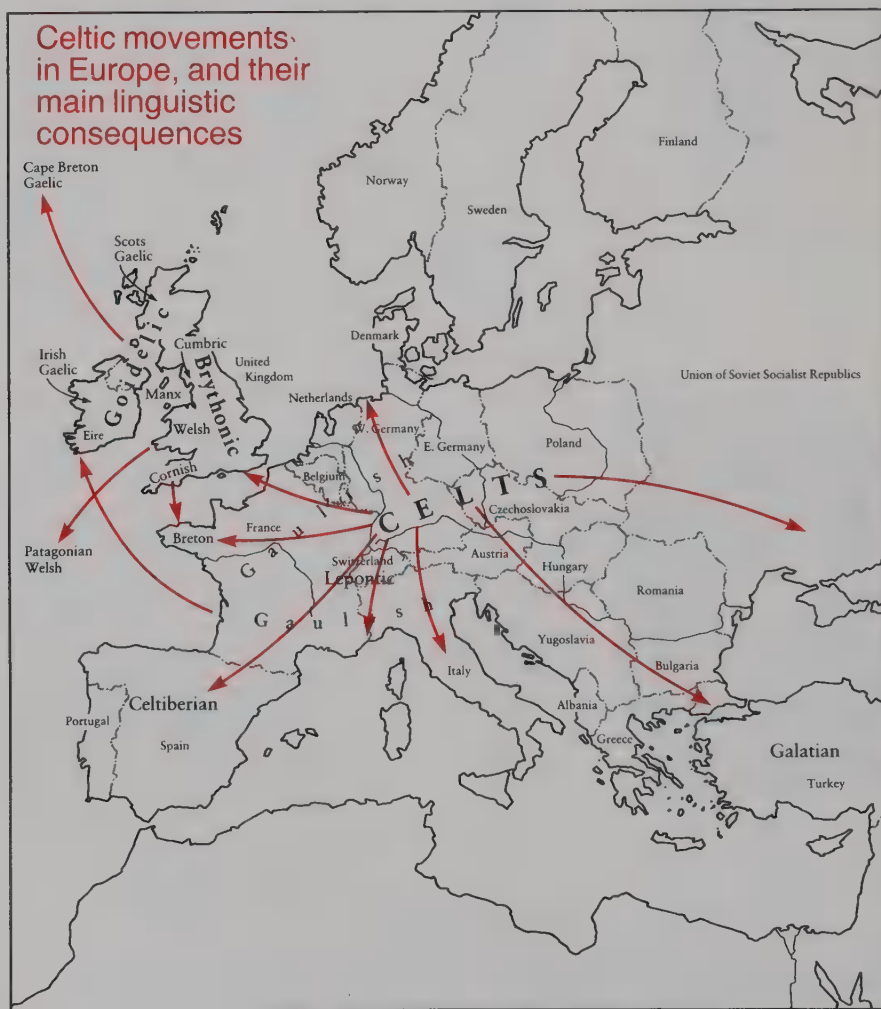 Celtic movements
in Europe, and their
main linguistic
consequences
Cape Breton
Gaelic
Scots
Gaelic
Goidelic
Cumbric
Brythonic
Irish
Gaelic
Manx
United
Kingdom
Eire
Welsh
Cornish
Breton
Patagonian
Welsh
Norway
Sweden
Finland
Denmark
Netherlands
W. Germany
E. Germany
Poland
Union of Soviet Socialist Republics
Belgium
CELTS
Czechoslovakia
France
Gaulish
Switzerland
Lepontic
Austria
Hungary
Romania
Gaulish
Yugoslavia
Bulgaria
Italy
Albania
Greece
Celtiberian
Portugal
Spain
Galatian
Turkey